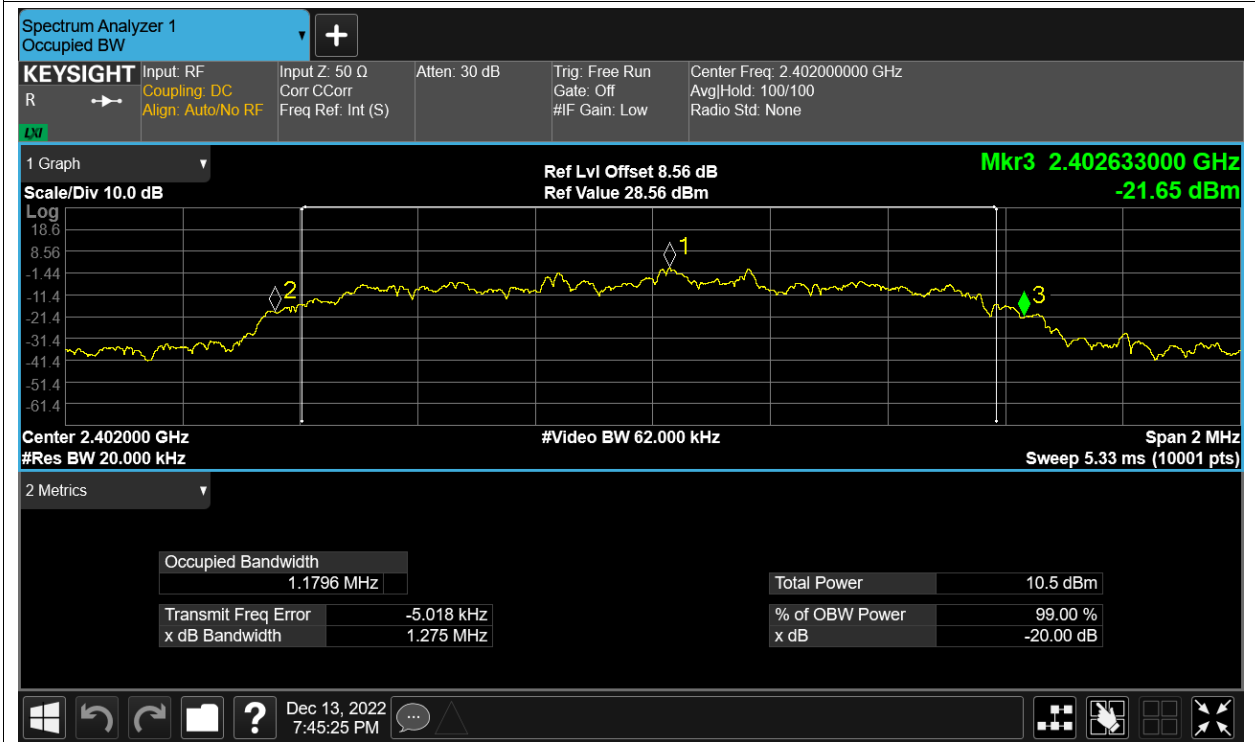 Spectrum Analyzer 1
Occupied BW
KEYSIGHT
R
LXI
Input: RF
Coupling: DC
Align: Auto/No RF
Input Z: 50 Ω
Corr CCorr
Freq Ref: Int (S)
Atten: 30 dB
Trig: Free Run
Gate: Off
#IF Gain: Low
Center Freq: 2.402000000 GHz
Avg|Hold: 100/100
Radio Std: None
1 Graph
Scale/Div 10.0 dB
Ref Lvl Offset 8.56 dB
Ref Value 28.56 dBm
Mkr3 2.402633000 GHz
-21.65 dBm
Log
18.6
8.56
-1.44
-11.4
-21.4
-31.4
-41.4
-51.4
-61.4
1
2
3
Center 2.402000 GHz
#Res BW 20.000 kHz
#Video BW 62.000 kHz
Span 2 MHz
Sweep 5.33 ms (10001 pts)
2 Metrics
Occupied Bandwidth
1.1796 MHz
Transmit Freq Error -5.018 kHz
x dB Bandwidth 1.275 MHz
Total Power 10.5 dBm
% of OBW Power 99.00 %
x dB -20.00 dB
?
Dec 13, 2022
7:45:25 PM